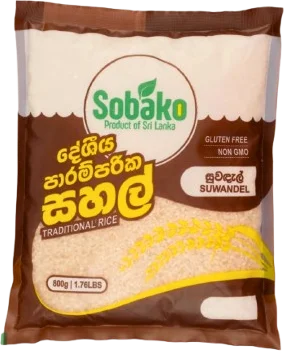 Sobako
Product of Sri Lanka
දේශීය
පාරම්පරික
සහල්
TRADITIONAL RICE
GLUTEN FREE
NON GMO
සුවඳැල්
SUWANDEL
800g | 1.76LBS